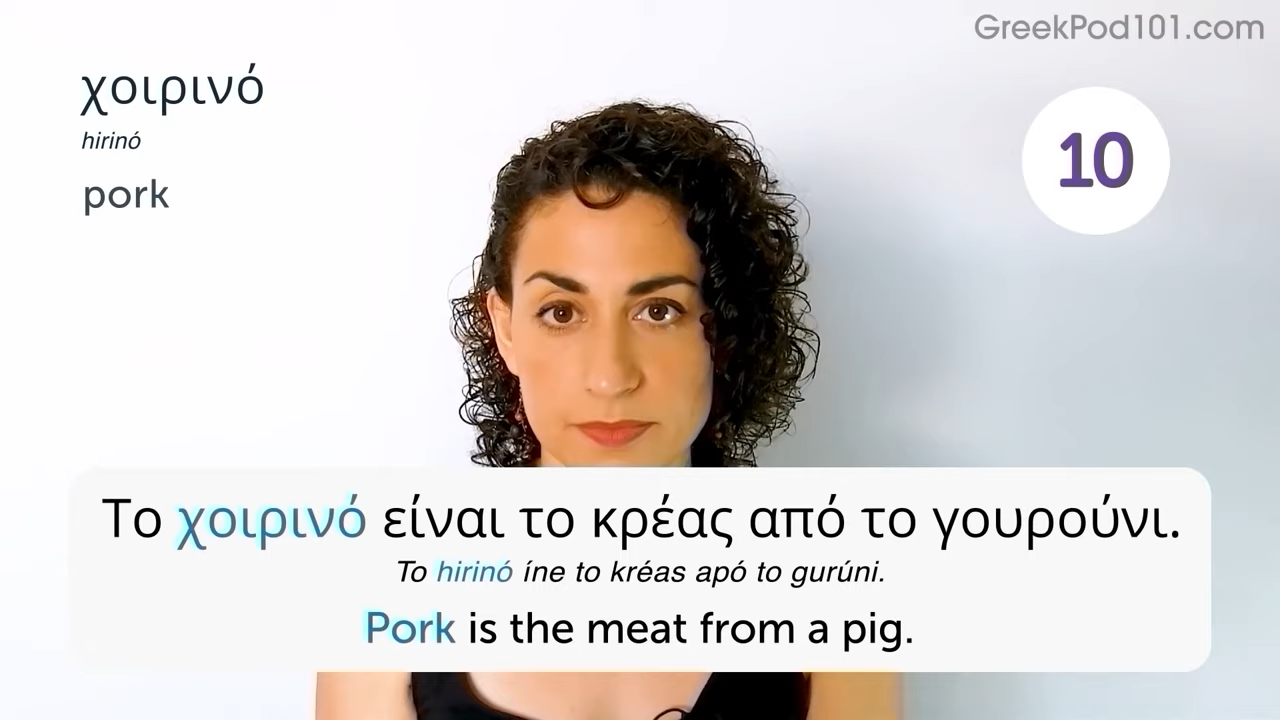 GreekPod101.com
χοιρινό
hirinó
pork
10
Το χοιρινό είναι το κρέας από το γουρούνι.
To hirinó íne to kréas apó to gurúni.
Pork is the meat from a pig.